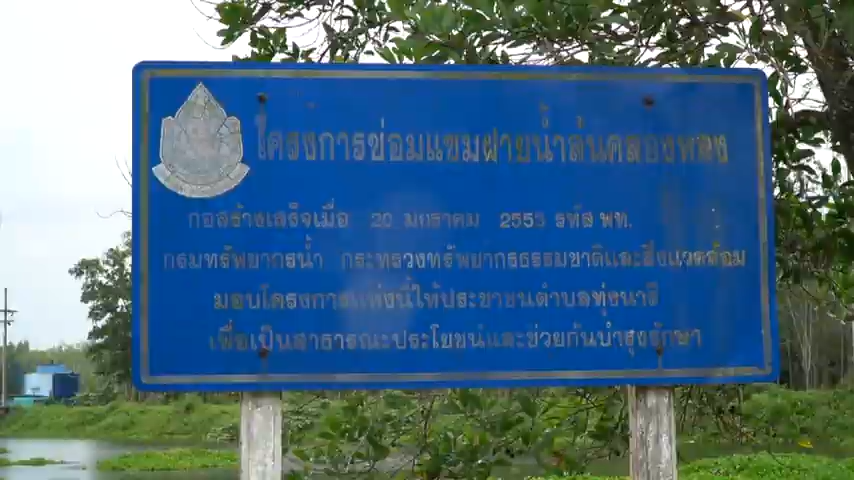 โครงการซ่อมแซมฝายน้ำล้นคลองหลง
ก่อสร้างเสร็จเมื่อ 20 มกราคม 2553 รหัส พท.
กรมทรัพยากรน้ำ กระทรวงทรัพยากรธรรมชาติและสิ่งแวดล้อม
มอบโครงการแห่งนี้ให้ประชาชนตำบลทุ่งนารี
เพื่อเป็นสาธารณะประโยชน์และช่วยกันบำรุงรักษา